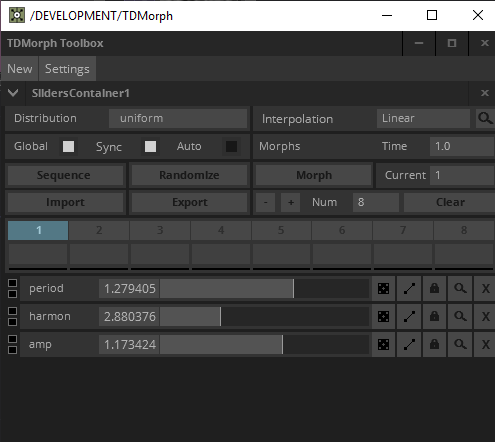 /DEVELOPMENT/TDMorph
TDMorph Toolbox
New Settings
SlIdersContainer1
Distribution uniform Interpolation Linear
Global Sync Auto Morphs Time 1.0
Sequence Randomize Morph Current 1
Import Export - + Num 8 Clear
1 2 3 4 5 6 7 8
period 1.279405 X
harmon 2.880376 X
amp 1.173424 X